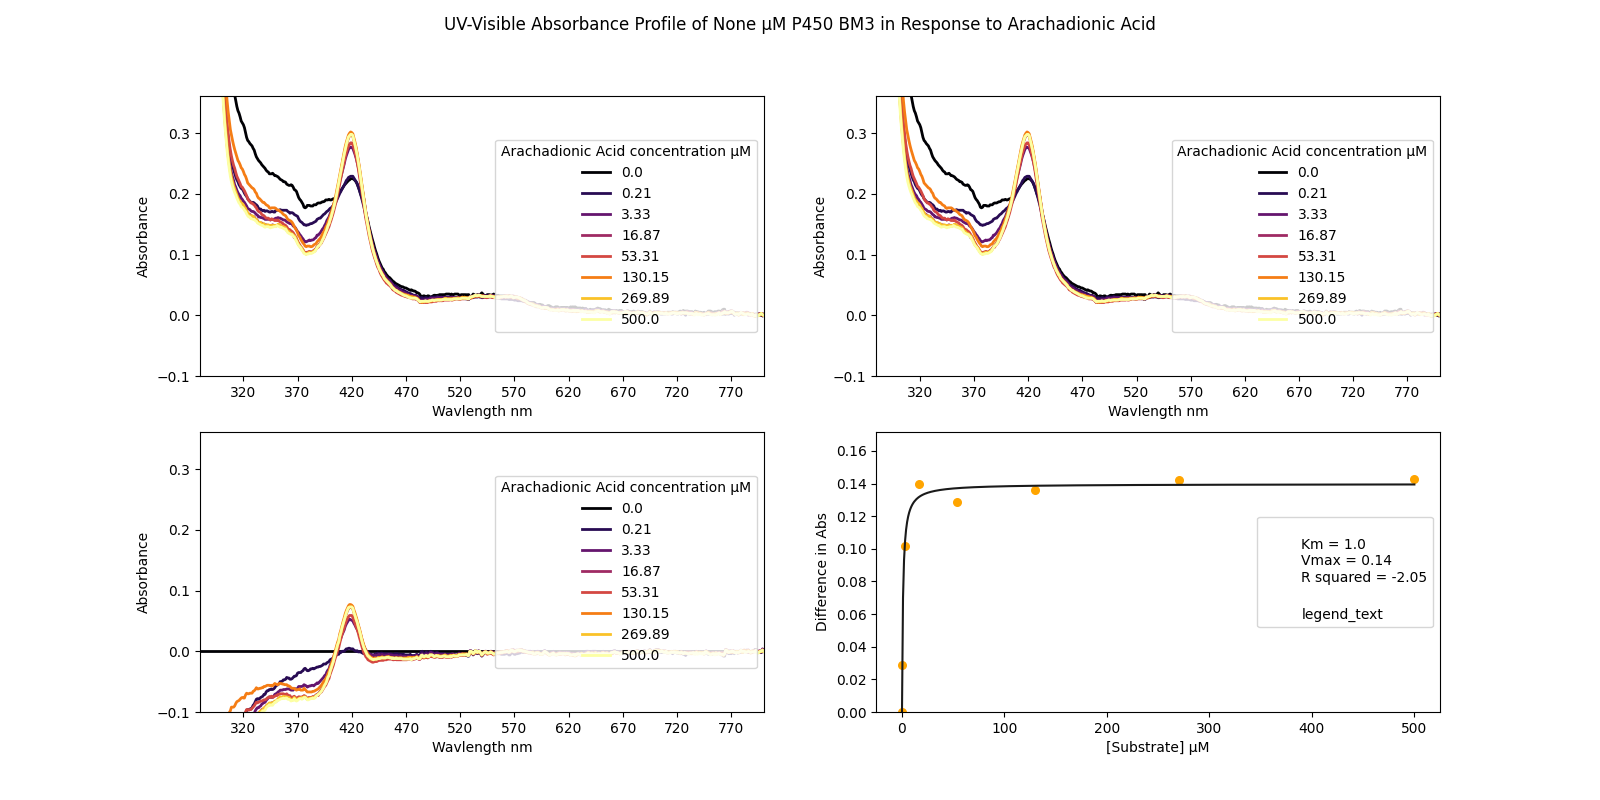 UV-Visible Absorbance Profile of None μM P450 BM3 in Response to Arachadionic Acid
Absorbance
0.3
0.2
0.1
0.0
−0.1
320 370 420 470 520 570 620 670 720 770
Wavlength nm
Arachadionic Acid concentration μM
0.0
0.21
3.33
16.87
53.31
130.15
269.89
500.0
Absorbance
0.3
0.2
0.1
0.0
−0.1
320 370 420 470 520 570 620 670 720 770
Wavlength nm
Arachadionic Acid concentration μM
0.0
0.21
3.33
16.87
53.31
130.15
269.89
500.0
Absorbance
0.3
0.2
0.1
0.0
−0.1
320 370 420 470 520 570 620 670 720 770
Wavlength nm
Arachadionic Acid concentration μM
0.0
0.21
3.33
16.87
53.31
130.15
269.89
500.0
Difference in Abs
0.16
0.14
0.12
0.10
0.08
0.06
0.04
0.02
0.00
0 100 200 300 400 500
[Substrate] μM
Km = 1.0
Vmax = 0.14
R squared = -2.05
legend_text